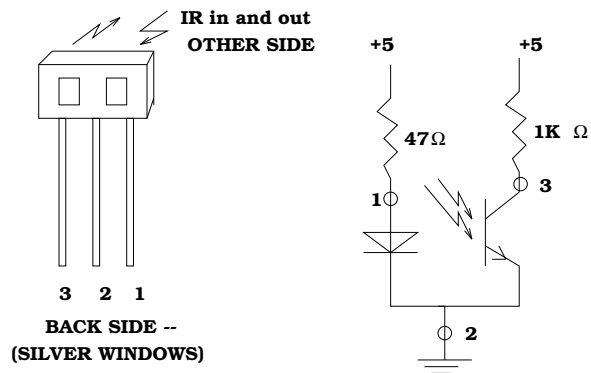 IR in and out
OTHER SIDE
3 2 1
BACK SIDE --
(SILVER WINDOWS)
+5 +5
47Ω 1K Ω
1 3
2